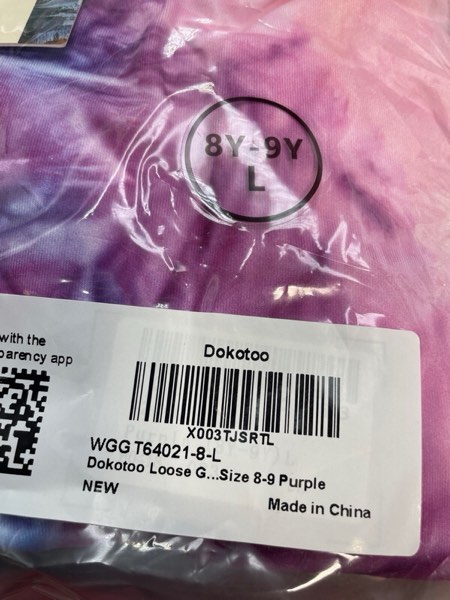 8Y-9Y
L
with the
parency app
Dokotoo
X003TJSRTL
WGG T64021-8-L
Dokotoo Loose G...Size 8-9 Purple
NEW
Made in China